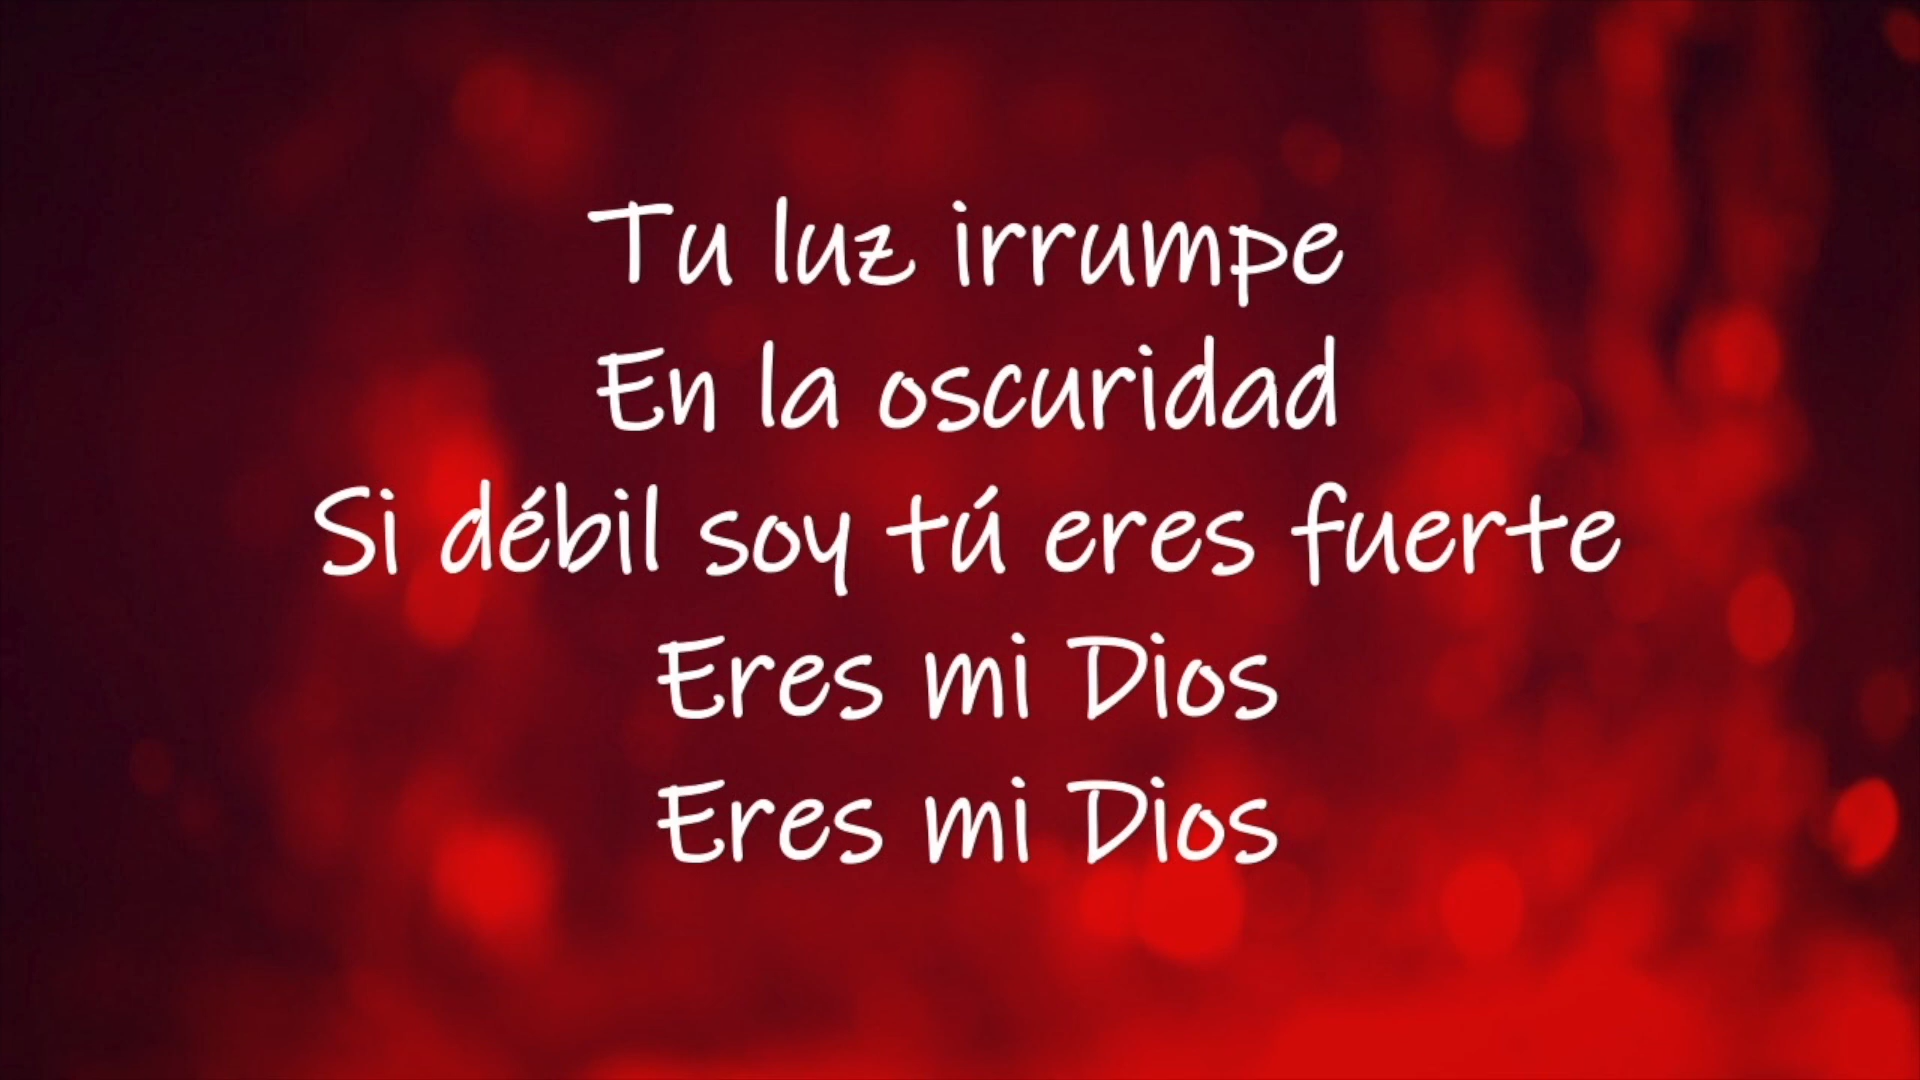 Tu luz irrumpe
En la oscuridad
Si débil soy tú eres fuerte
Eres mi Dios
Eres mi Dios